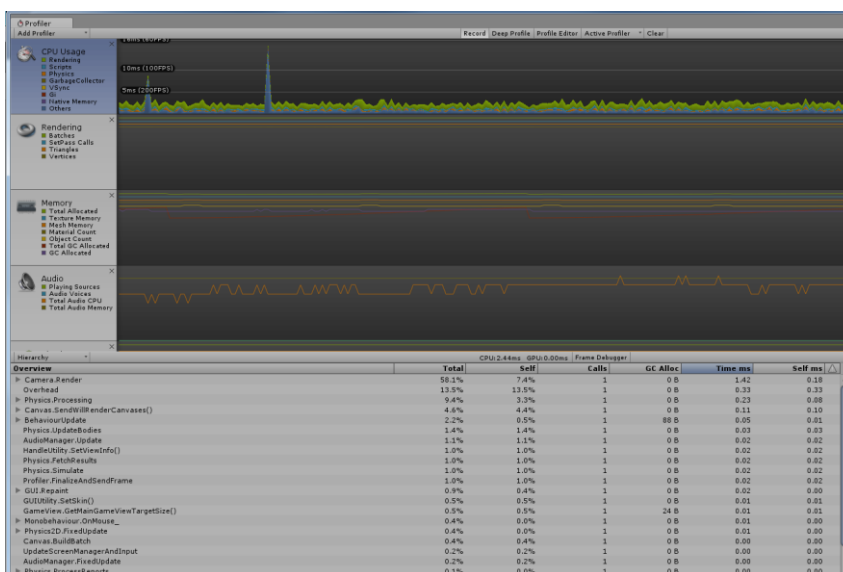 Profiler
Add Profiler Record Deep Profile Profile Editor Active Profiler Clear
CPU Usage
Rendering
Scripts
Physics
GarbageCollector
VSync
Gi
Native Memory
Others
10ms (100FPS)
5ms (200FPS)
Rendering
Batches
SetPass Calls
Triangles
Vertices
Memory
Total Allocated
Texture Memory
Mesh Memory
Material Count
Object Count
Total GC Allocated
GC Allocated
Audio
Playing Sources
Audio Voices
Total Audio CPU
Total Audio Memory
Hierarchy CPU:2.44ms GPU:0.00ms Frame Debugger
Overview Total Self Calls GC Alloc Time ms Self ms
Camera.Render 58.1% 7.4% 1 0 B 1.42 0.18
Overhead 13.5% 13.5% 1 0 B 0.33 0.33
Physics.Processing 9.4% 3.3% 1 0 B 0.23 0.08
Canvas.SendWillRenderCanvases() 4.6% 4.4% 1 0 B 0.11 0.10
BehaviourUpdate 2.2% 0.5% 1 88 B 0.05 0.01
Physics.UpdateBodies 1.4% 1.4% 1 0 B 0.03 0.03
AudioManager.Update 1.1% 1.1% 1 0 B 0.02 0.02
HandleUtility.SetViewInfo() 1.0% 1.0% 1 0 B 0.02 0.02
Physics.FetchResults 1.0% 1.0% 1 0 B 0.02 0.02
Physics.Simulate 1.0% 1.0% 1 0 B 0.02 0.02
Profiler.FinalizeAndSendFrame 1.0% 1.0% 1 0 B 0.02 0.02
GUI.Repaint 0.9% 0.4% 1 0 B 0.02 0.00
GUIUtility.SetSkin() 0.5% 0.5% 1 0 B 0.01 0.01
GameView.GetMainGameViewTargetSize() 0.5% 0.5% 1 24 B 0.01 0.01
Monobehaviour.OnMouse_ 0.4% 0.0% 1 0 B 0.01 0.00
Physics2D.FixedUpdate 0.4% 0.0% 1 0 B 0.01 0.00
Canvas.BuildBatch 0.4% 0.4% 1 0 B 0.00 0.00
UpdateScreenManagerAndInput 0.2% 0.2% 1 0 B 0.00 0.00
AudioManager.FixedUpdate 0.2% 0.2% 1 0 B 0.00 0.00
Physics.ProcessReports 0.1% 0.0% 1 0 B 0.00 0.00